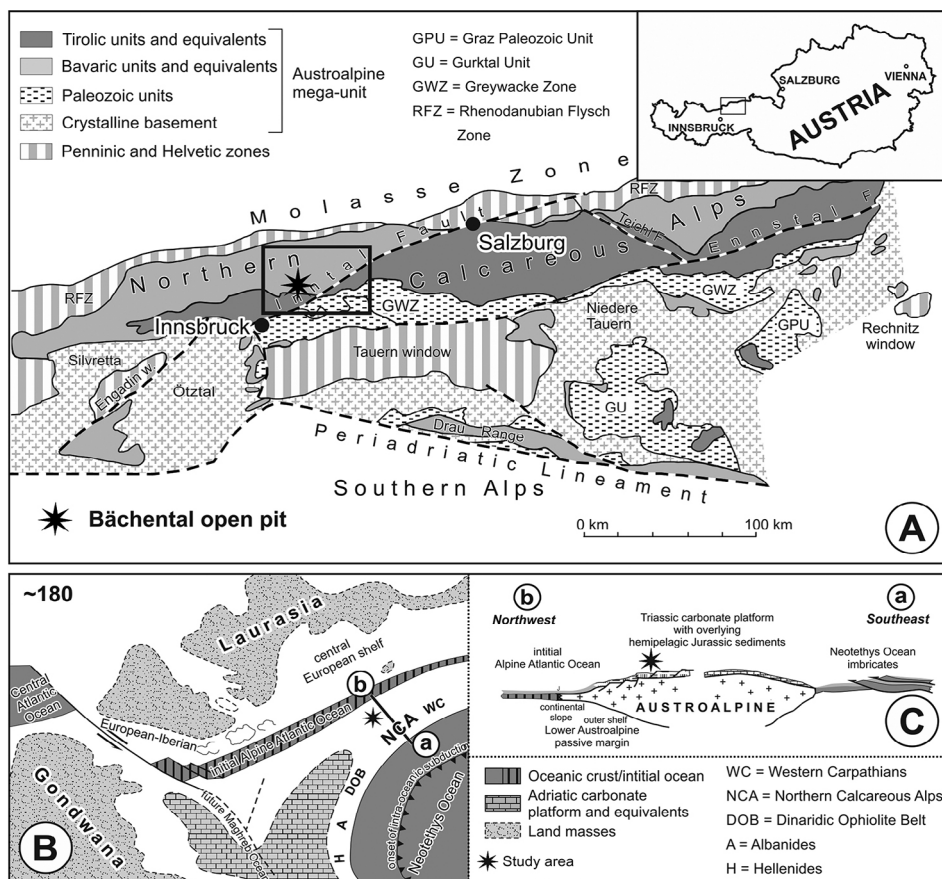 Tirolic units and equivalents
Bavaric units and equivalents
Paleozoic units
Crystalline basement
Penninic and Helvetic zones
Austroalpine
mega-unit
GPU = Graz Paleozoic Unit
GU = Gurktal Unit
GWZ = Greywacke Zone
RFZ = Rhenodanubian Flysch
Zone
SALZBURG
VIENNA
INNSBRUCK
AUSTRIA
Molasse Zone
RFZ
Northern Calcareous Alps
Inntal Fault
Teichl F
Ennstal F
Salzburg
RFZ
GWZ
GWZ
Innsbruck
Niedere
Tauern
GPU
Rechnitz
window
Silvretta
Tauern window
Engadin w
Ötztal
GU
Drau Range
Periadriatic Lineament
Southern Alps
Bächental open pit
0 km
100 km
A
~180
Laurasia
central
European shelf
Central
Atlantic
Ocean
b
European-Iberian
Initial Alpine Atlantic Ocean
NCA
WC
a
Gondwana
future Maghreb Ocean
DOB
A
H
onset of intra-oceanic subduction
Neotethys Ocean
B
b
Northwest
a
Southeast
Triassic carbonate platform
with overlying
hemipelagic Jurassic sediments
intitial
Alpine Atlantic Ocean
Neotethys Ocean
imbricates
AUSTROALPINE
continental
slope
outer shelf
Lower Austroalpine
passive margin
C
Oceanic crust/intitial ocean
Adriatic carbonate
platform and equivalents
Land masses
Study area
WC = Western Carpathians
NCA = Northern Calcareous Alps
DOB = Dinaridic Ophiolite Belt
A = Albanides
H = Hellenides